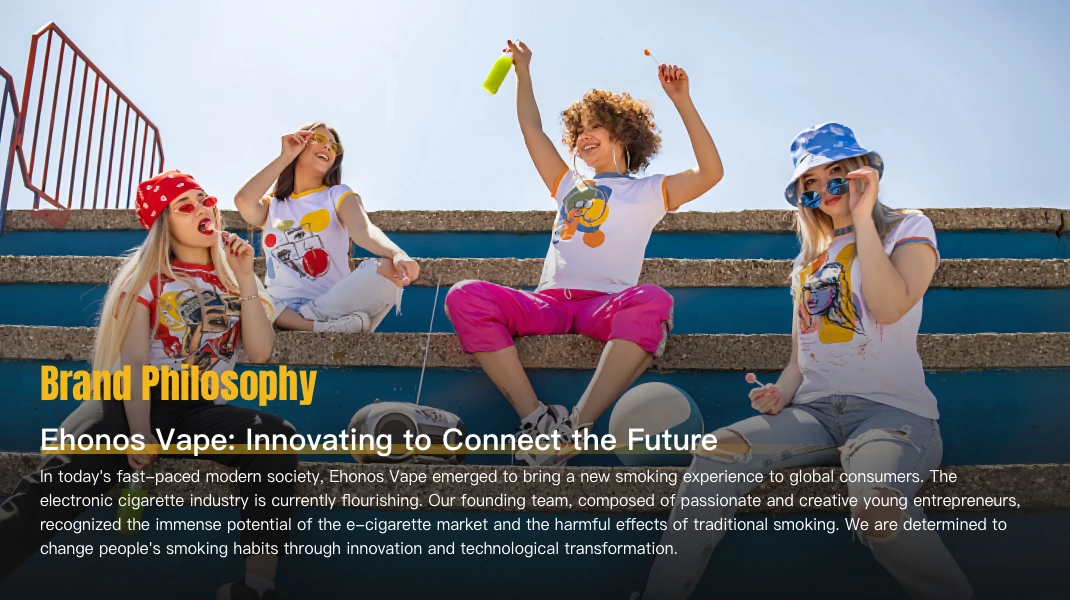 Brand Philosophy
Ehonos Vape: Innovating to Connect the Future
In today's fast-paced modern society, Ehonos Vape emerged to bring a new smoking experience to global consumers. The
electronic cigarette industry is currently flourishing. Our founding team, composed of passionate and creative young entrepreneurs,
recognized the immense potential of the e-cigarette market and the harmful effects of traditional smoking. We are determined to
change people's smoking habits through innovation and technological transformation.